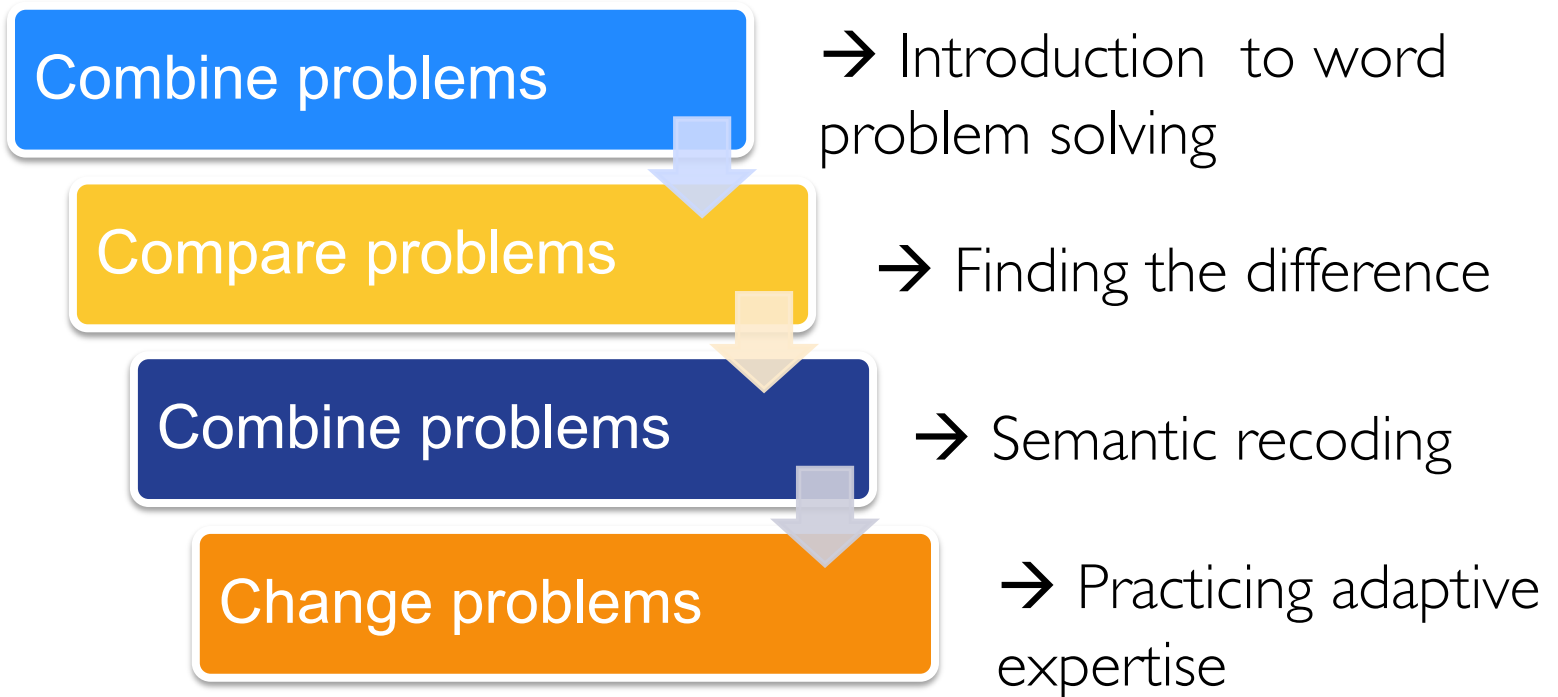 Combine problems
→ Introduction to word
problem solving
Compare problems
→ Finding the difference
Combine problems
→ Semantic recoding
Change problems
→ Practicing adaptive
expertise